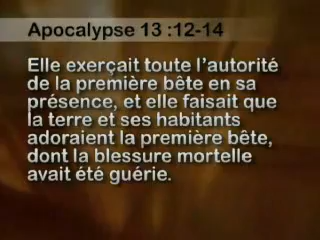 Apocalypse 13 :12-14
Elle exerçait toute l'autorité
de la première bête en sa
présence, et elle faisait que
la terre et ses habitants
adoraient la première bête,
dont la blessure mortelle
avait été guérie.